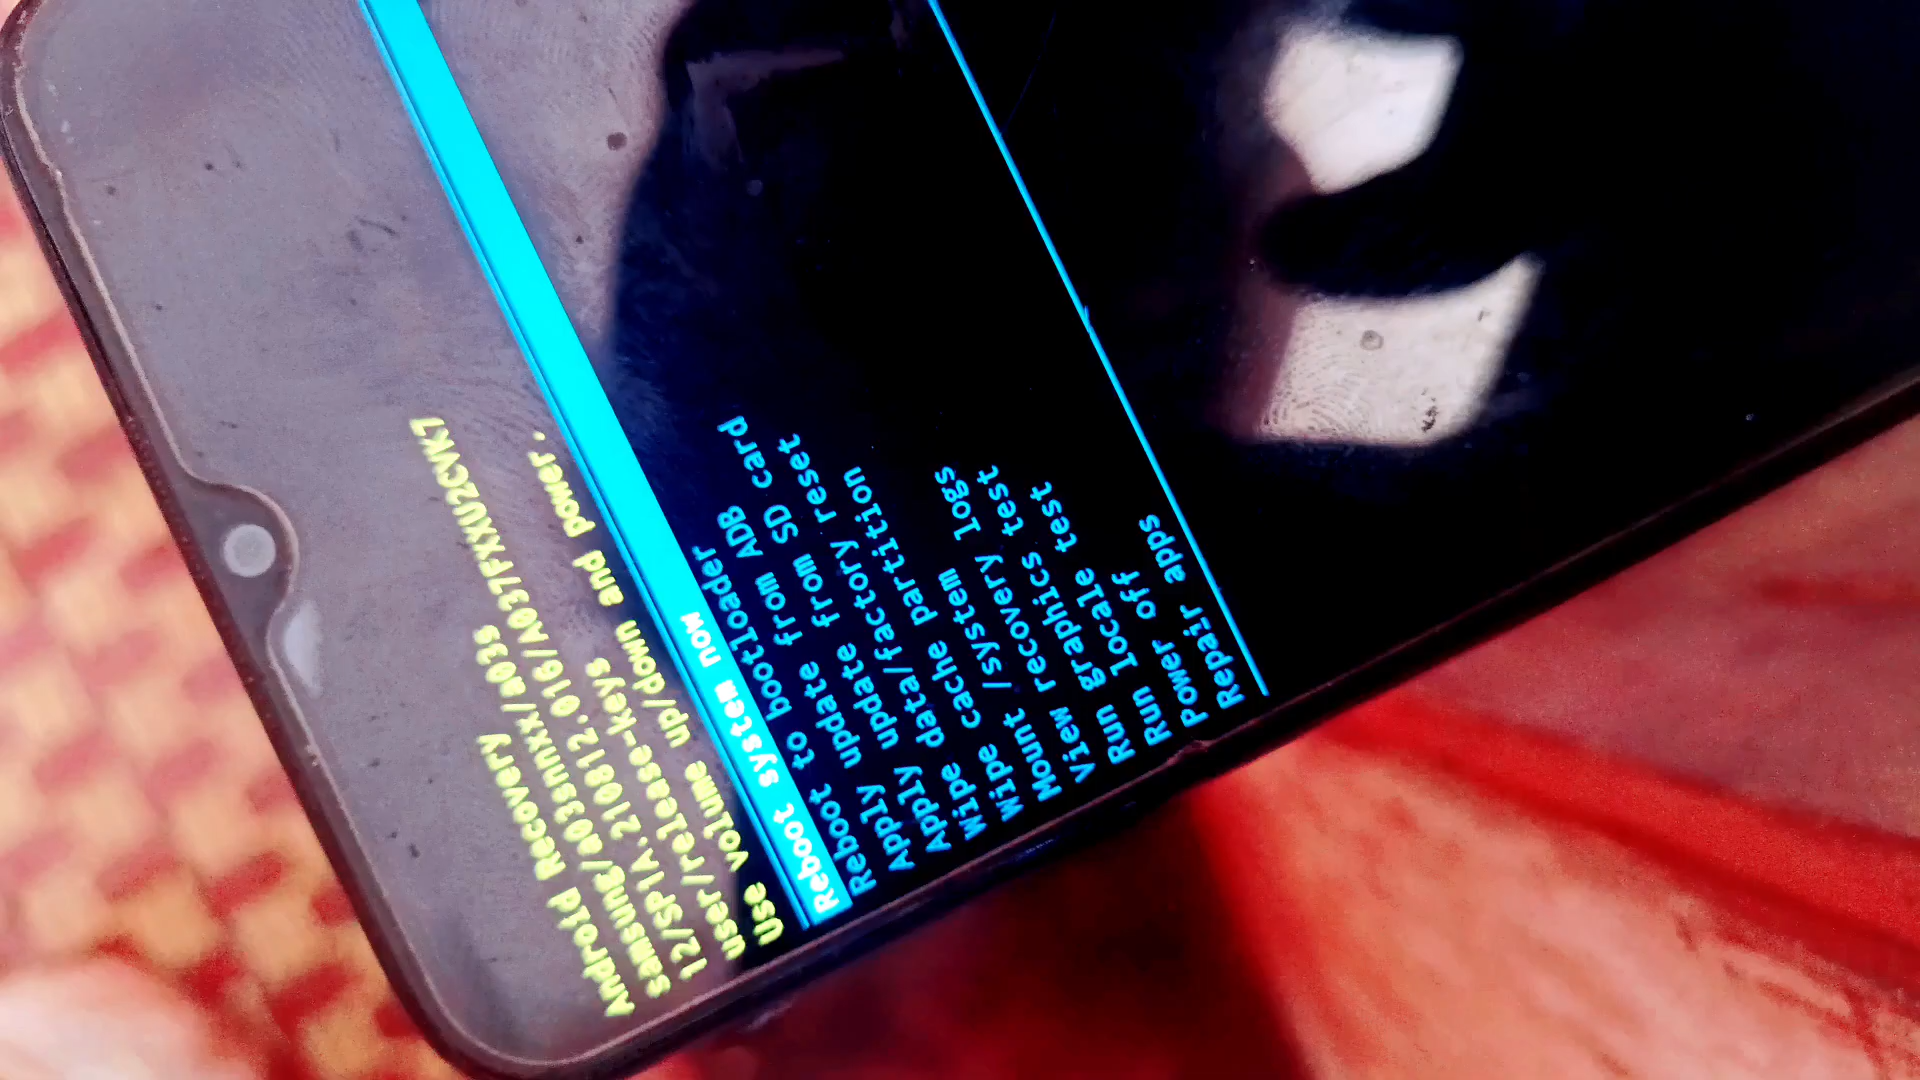 Android Recovery
samsung/a03snnxx/a03s
12/SP1A.210812.016/A037FXXU2CVK7
user/release-keys
Use volume up/down and power.
Reboot system now
Reboot to bootloader
Apply update from ADB
Apply update from SD card
Wipe data/factory reset
Wipe cache partition
Mount /system
View recovery logs
Run graphics test
Run locale test
Power off
Repair apps